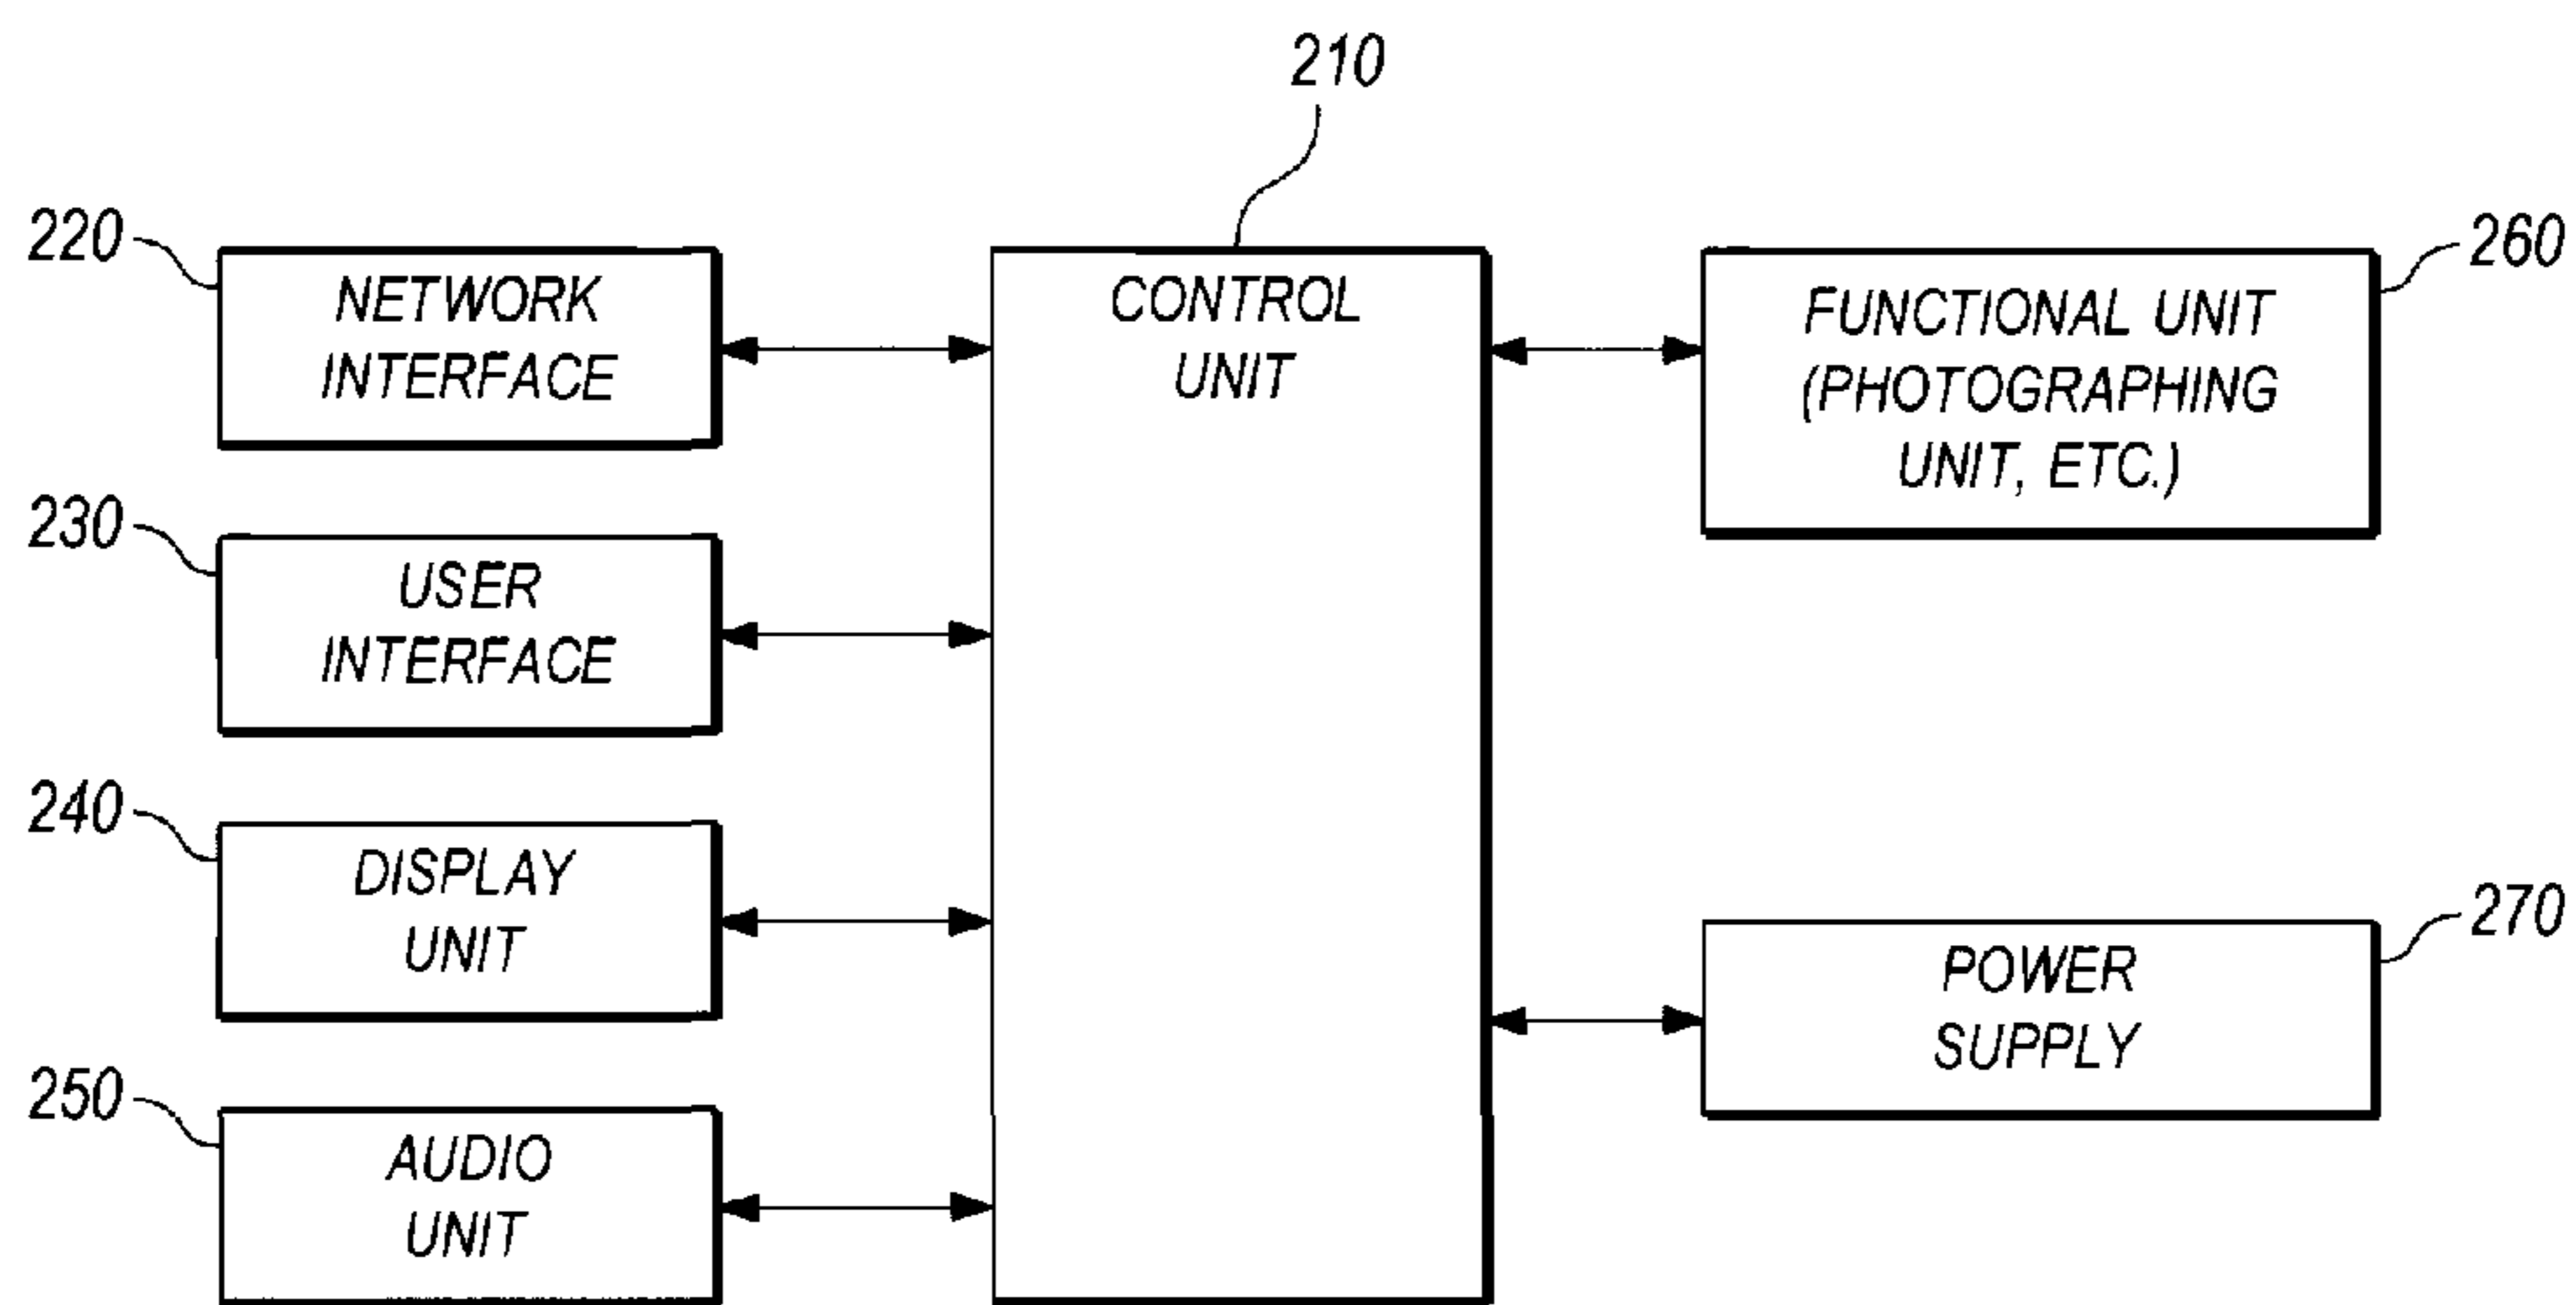 210
220
NETWORK
INTERFACE
CONTROL
UNIT
260
FUNCTIONAL UNIT
(PHOTOGRAPHING
UNIT, ETC.)
230
USER
INTERFACE
240
DISPLAY
UNIT
270
POWER
SUPPLY
250
AUDIO
UNIT